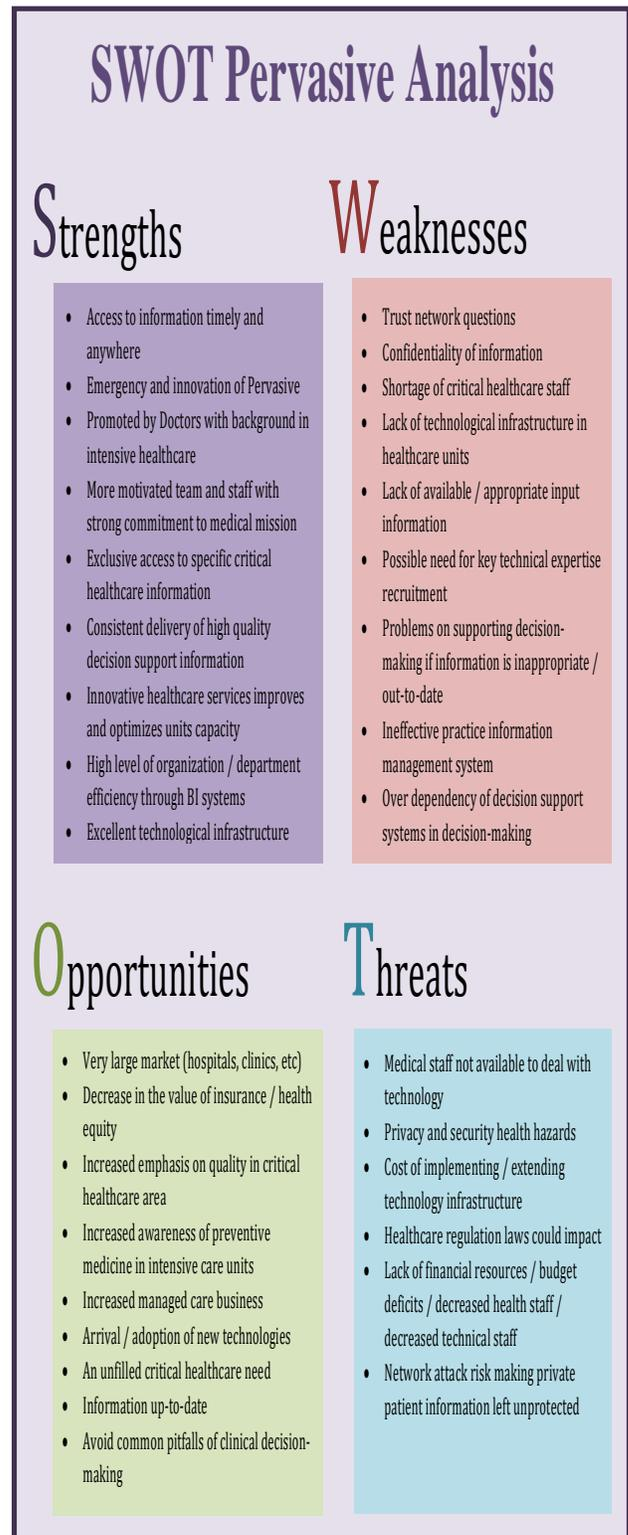 SWOT Pervasive Analysis
Strengths
• Access to information timely and
anywhere
• Emergency and innovation of Pervasive
• Promoted by Doctors with background in
intensive healthcare
• More motivated team and staff with
strong commitment to medical mission
• Exclusive access to specific critical
healthcare information
• Consistent delivery of high quality
decision support information
• Innovative healthcare services improves
and optimizes units capacity
• High level of organization / department
efficiency through BI systems
• Excellent technological infrastructure
Weaknesses
• Trust network questions
• Confidentiality of information
• Shortage of critical healthcare staff
• Lack of technological infrastructure in
healthcare units
• Lack of available / appropriate input
information
• Possible need for key technical expertise
recruitment
• Problems on supporting decision-
making if information is inappropriate /
out-to-date
• Ineffective practice information
management system
• Over dependency of decision support
systems in decision-making
Opportunities
• Very large market (hospitals, clinics, etc)
• Decrease in the value of insurance / health
equity
• Increased emphasis on quality in critical
healthcare area
• Increased awareness of preventive
medicine in intensive care units
• Increased managed care business
• Arrival / adoption of new technologies
• An unfilled critical healthcare need
• Information up-to-date
• Avoid common pitfalls of clinical decision-
making
Threats
• Medical staff not available to deal with
technology
• Privacy and security health hazards
• Cost of implementing / extending
technology infrastructure
• Healthcare regulation laws could impact
• Lack of financial resources / budget
deficits / decreased health staff /
decreased technical staff
• Network attack risk making private
patient information left unprotected